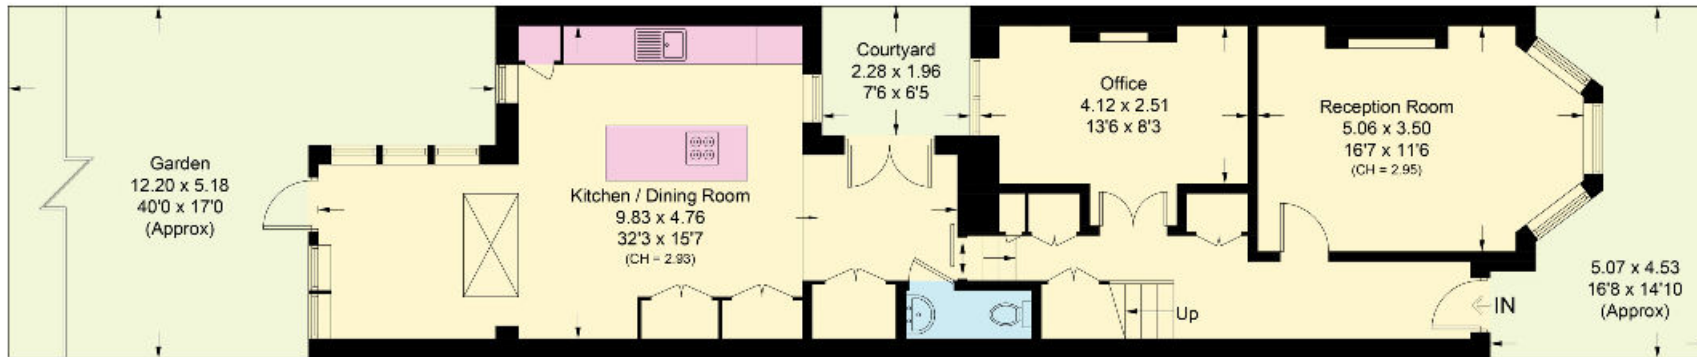 Garden
12.20 x 5.18
40'0 x 17'0
(Approx)
Kitchen / Dining Room
9.83 x 4.76
32'3 x 15'7
(CH = 2.93)
Courtyard
2.28 x 1.96
7'6 x 6'5
Office
4.12 x 2.51
13'6 x 8'3
Reception Room
5.06 x 3.50
16'7 x 11'6
(CH = 2.95)
Up
IN
5.07 x 4.53
16'8 x 14'10
(Approx)